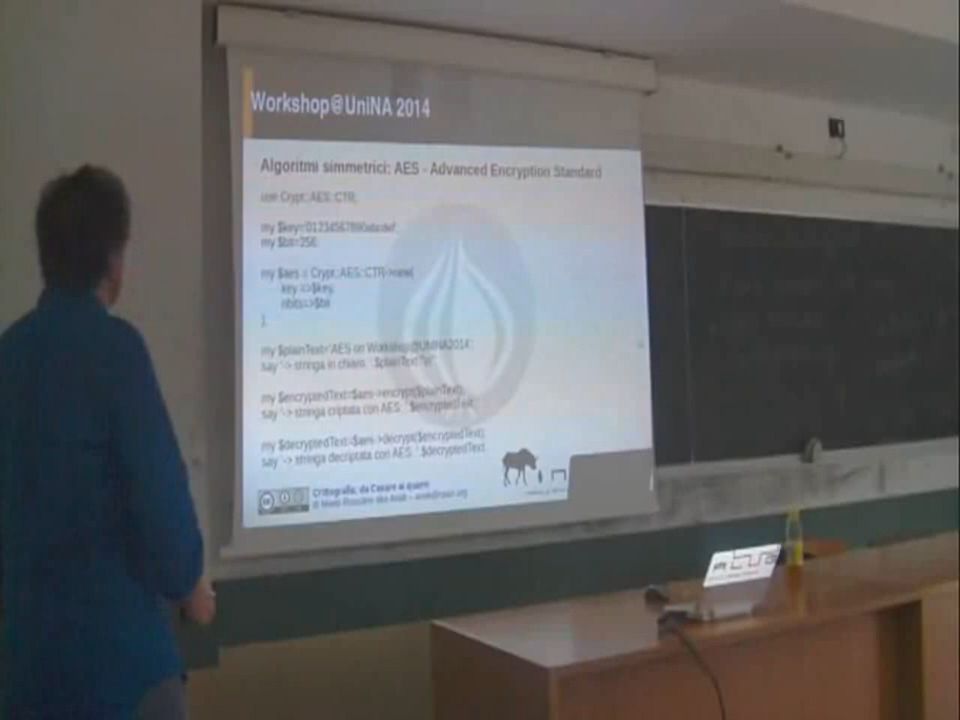 Workshop@UniNA 2014
Algoritmi simmetrici: AES - Advanced Encryption Standard
use Crypt::AES::CTR;
my $key='01234567890abcdef';
my $bit=256;
my $aes = Crypt::AES::CTR->new(
key =>$key,
nbits=>$bit
);
my $plainText='AES on Workshop@UNINA2014';
say '-> stringa in chiaro: '.$plainText
my $encryptedText=$aes->encrypt($plainText);
say '-> stringa criptata con AES: '.$encryptedText;
my $decryptedText=$aes->decrypt($encryptedText);
say '-> stringa decriptata con AES: '.$decryptedText
cc
Crittografia: da Cesare ai quanti